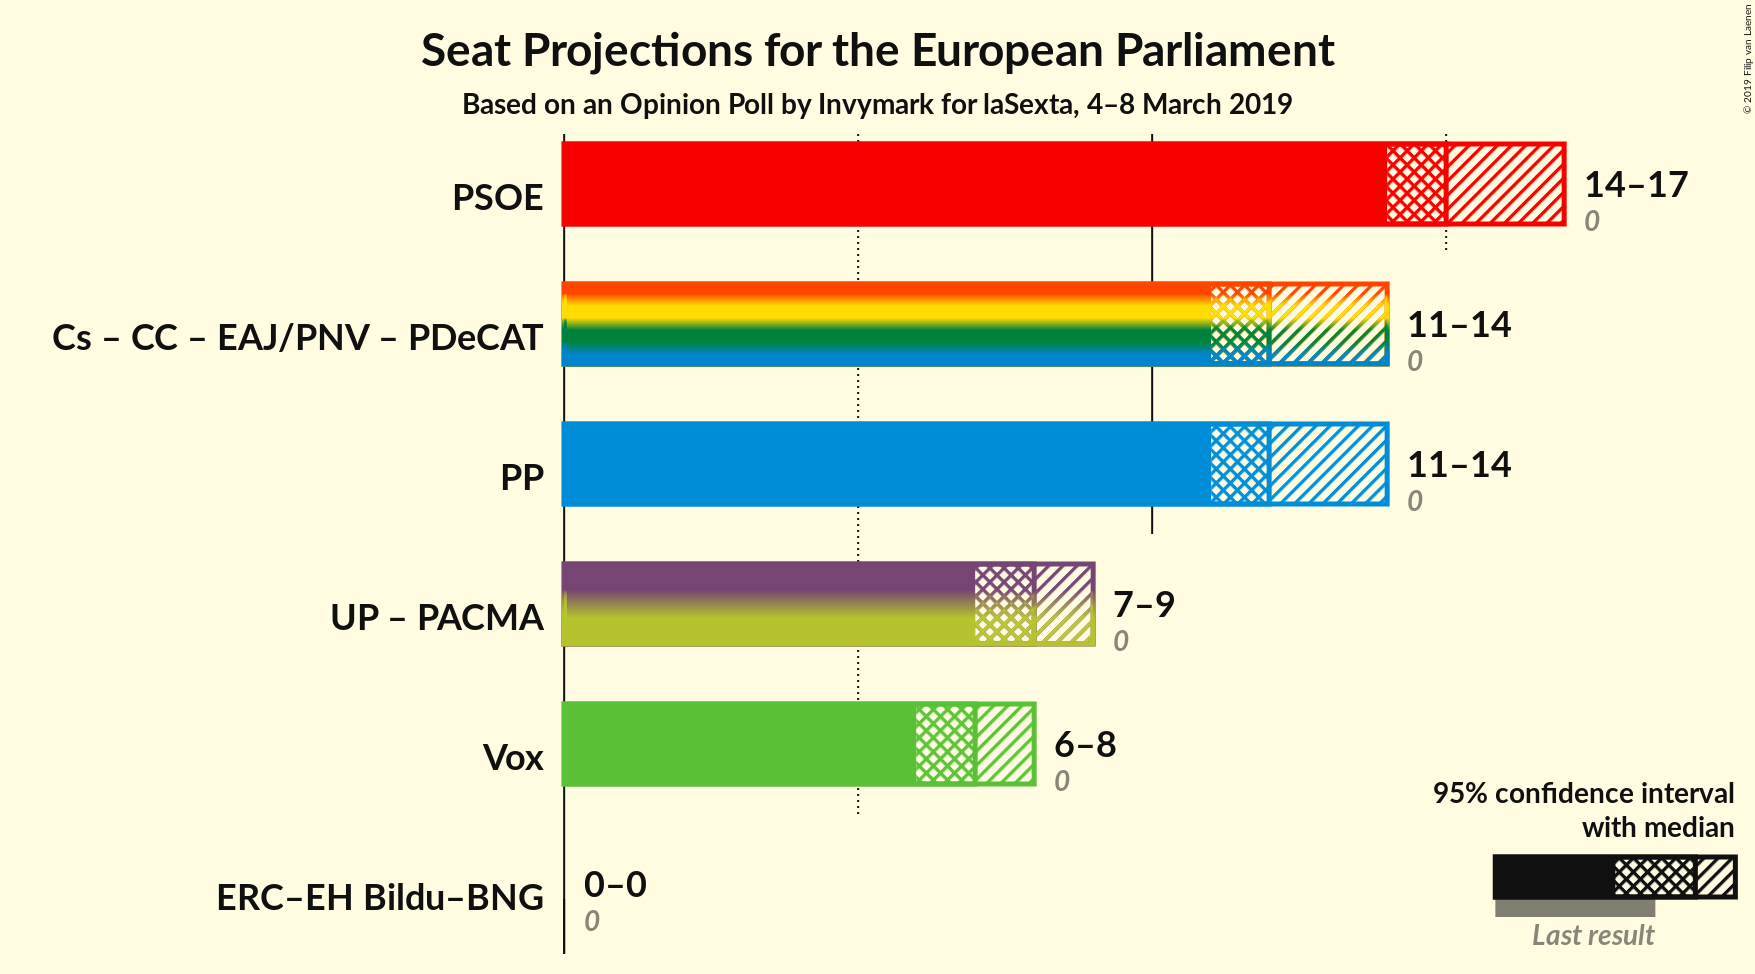 Seat Projections for the European Parliament
Based on an Opinion Poll by Invymark for laSexta, 4–8 March 2019
© 2019 Filip van Laenen
PSOE
14–17
0
Cs – CC – EAJ/PNV – PDeCAT
11–14
0
PP
11–14
0
UP – PACMA
7–9
0
Vox
6–8
0
ERC–EH Bildu–BNG
0–0
0
95% confidence interval
with median
Last result